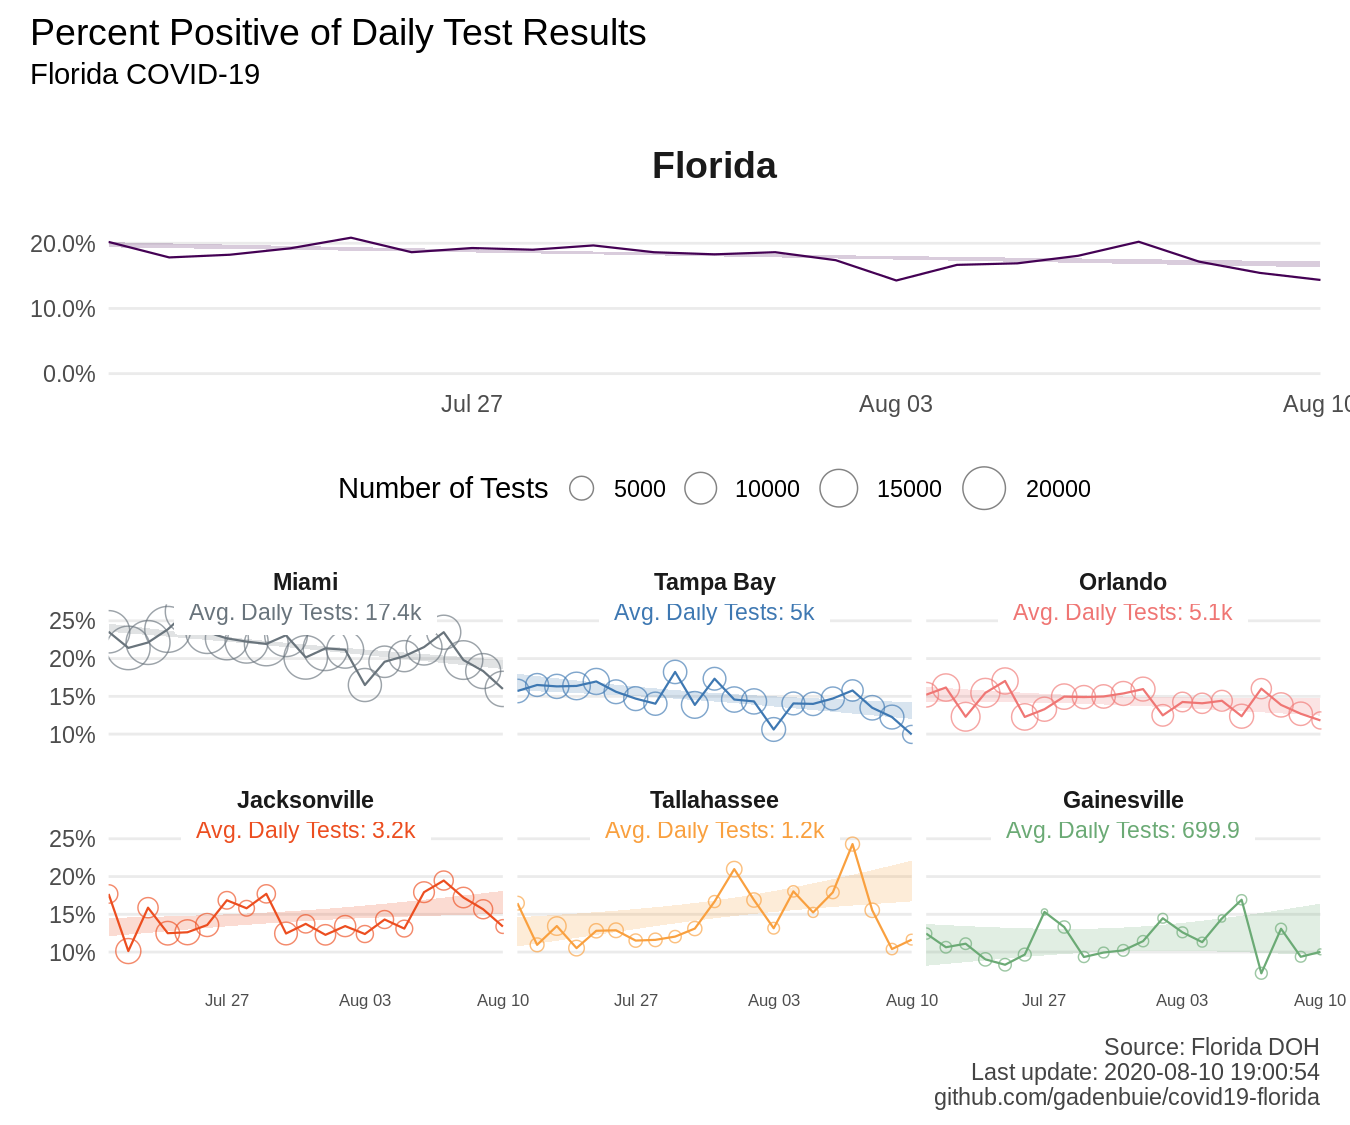 Percent Positive of Daily Test Results
Florida COVID-19
Florida
20.0%
10.0%
0.0%
Jul 27 Aug 03 Aug 10
Number of Tests 5000 10000 15000 20000
Miami Tampa Bay Orlando
Avg. Daily Tests: 17.4k Avg. Daily Tests: 5k Avg. Daily Tests: 5.1k
25%
20%
15%
10%
Jacksonville Tallahassee Gainesville
Avg. Daily Tests: 3.2k Avg. Daily Tests: 1.2k Avg. Daily Tests: 699.9
25%
20%
15%
10%
Jul 27 Aug 03 Aug 10 Jul 27 Aug 03 Aug 10 Jul 27 Aug 03 Aug 10
Source: Florida DOH
Last update: 2020-08-10 19:00:54
github.com/gadenbuie/covid19-florida